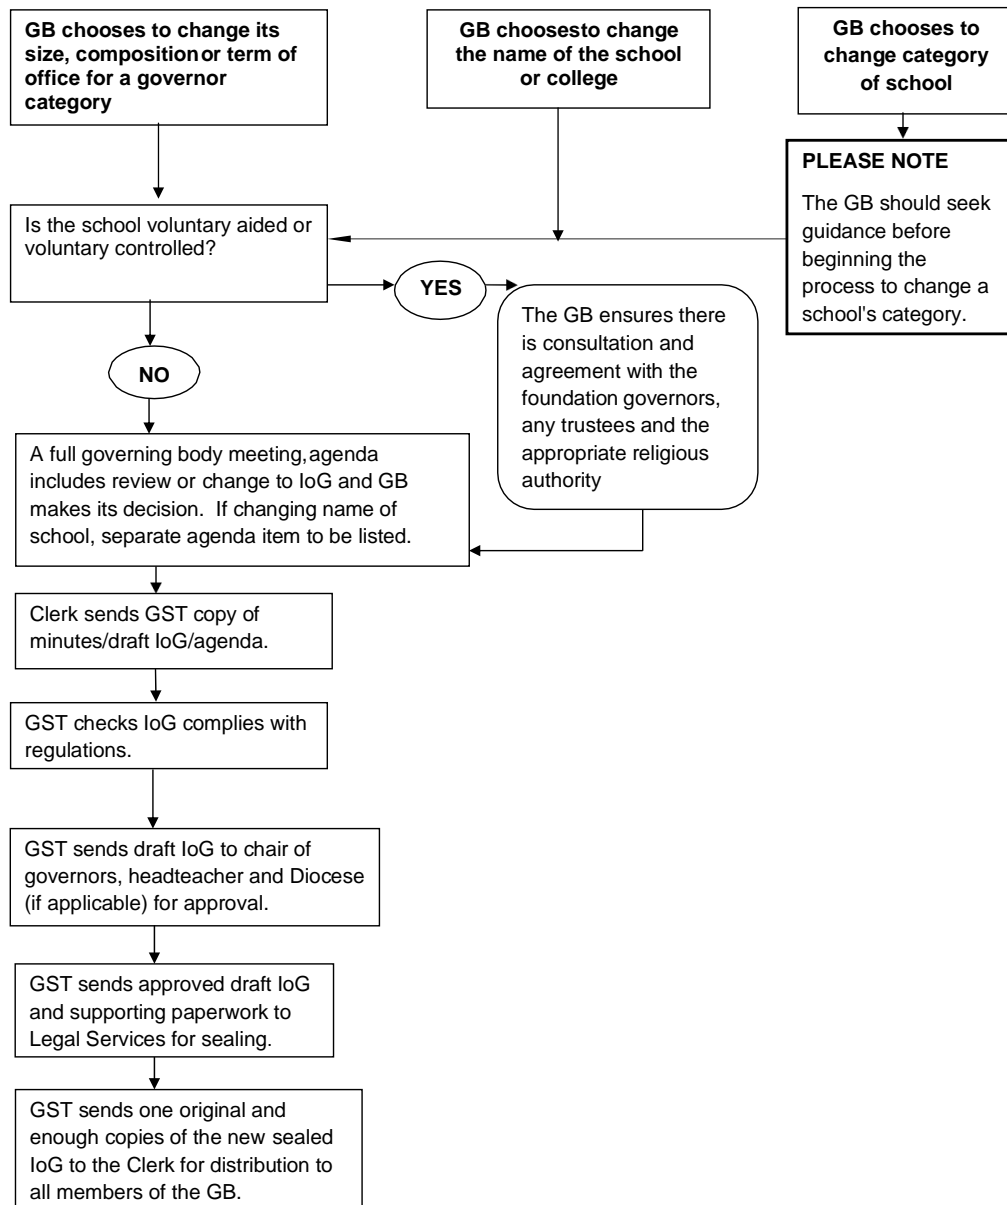 GB chooses to change its
size, composition or term of
office for a governor
category
GB choosesto change
the name of the school
or college
GB chooses to
change category
of school
PLEASE NOTE
The GB should seek
guidance before
beginning the
process to change a
school's category.
Is the school voluntary aided or
voluntary controlled?
YES
NO
The GB ensures there
is consultation and
agreement with the
foundation governors,
any trustees and the
appropriate religious
authority
A full governing body meeting, agenda
includes review or change to IoG and GB
makes its decision.  If changing name of
school, separate agenda item to be listed.
Clerk sends GST copy of
minutes/draft IoG/agenda.
GST checks IoG complies with
regulations.
GST sends draft IoG to chair of
governors, headteacher and Diocese
(if applicable) for approval.
GST sends approved draft IoG
and supporting paperwork to
Legal Services for sealing.
GST sends one original and
enough copies of the new sealed
IoG to the Clerk for distribution to
all members of the GB.